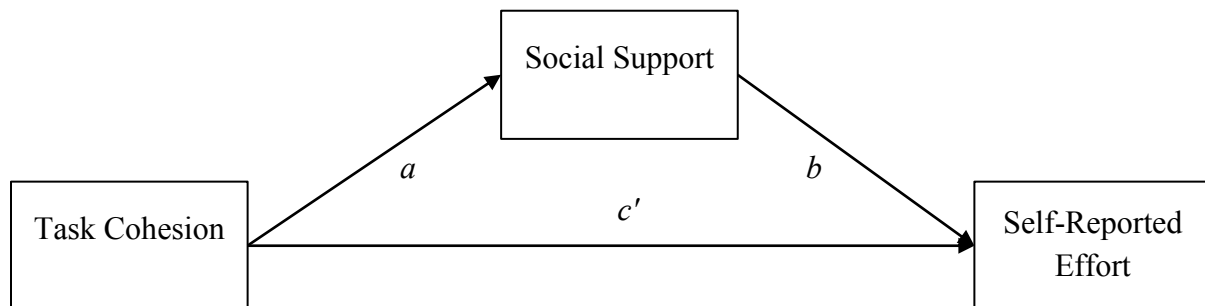 Social Support
a
b
c′
Task Cohesion
Self-Reported
Effort